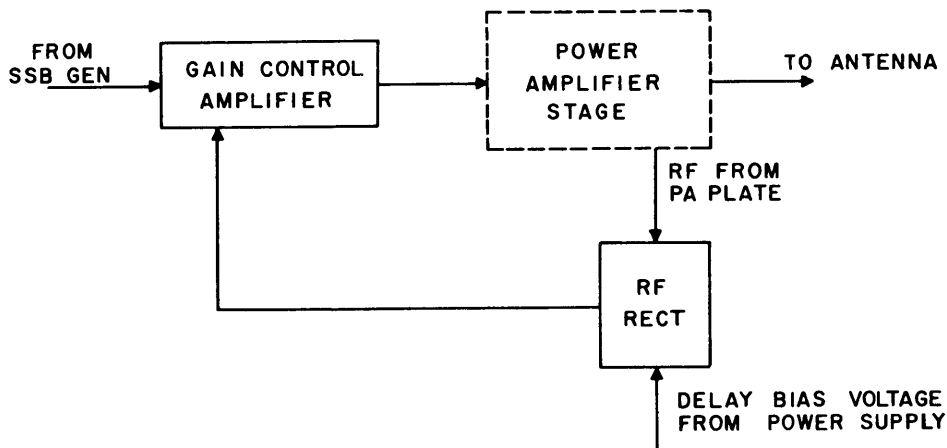 FROM
SSB GEN
GAIN CONTROL
AMPLIFIER
POWER
AMPLIFIER
STAGE
TO ANTENNA
RF FROM
PA PLATE
RF
RECT
DELAY BIAS VOLTAGE
FROM POWER SUPPLY